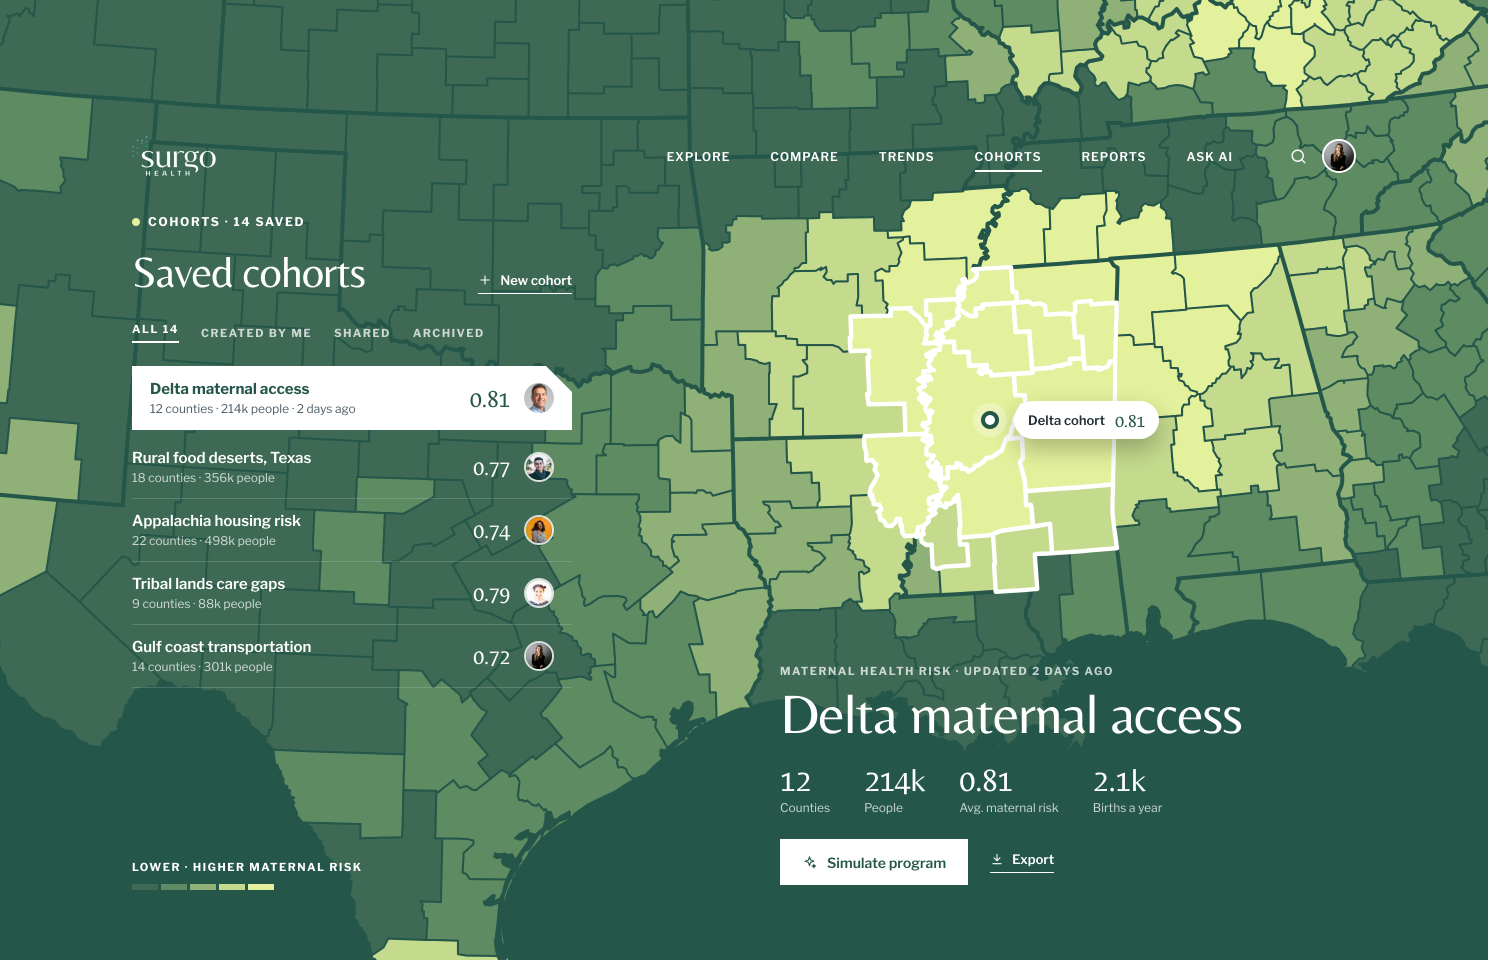 surgo
HEALTH
EXPLORE COMPARE TRENDS COHORTS REPORTS ASK AI
COHORTS · 14 SAVED
Saved cohorts
+ New cohort
ALL 14 CREATED BY ME SHARED ARCHIVED
Delta maternal access
12 counties · 214k people · 2 days ago
0.81
Rural food deserts, Texas
18 counties · 356k people
0.77
Appalachia housing risk
22 counties · 498k people
0.74
Tribal lands care gaps
9 counties · 88k people
0.79
Gulf coast transportation
14 counties · 301k people
0.72
LOWER · HIGHER MATERNAL RISK
Delta cohort 0.81
MATERNAL HEALTH RISK · UPDATED 2 DAYS AGO
Delta maternal access
12 214k 0.81 2.1k
Counties People Avg. maternal risk Births a year
Simulate program Export